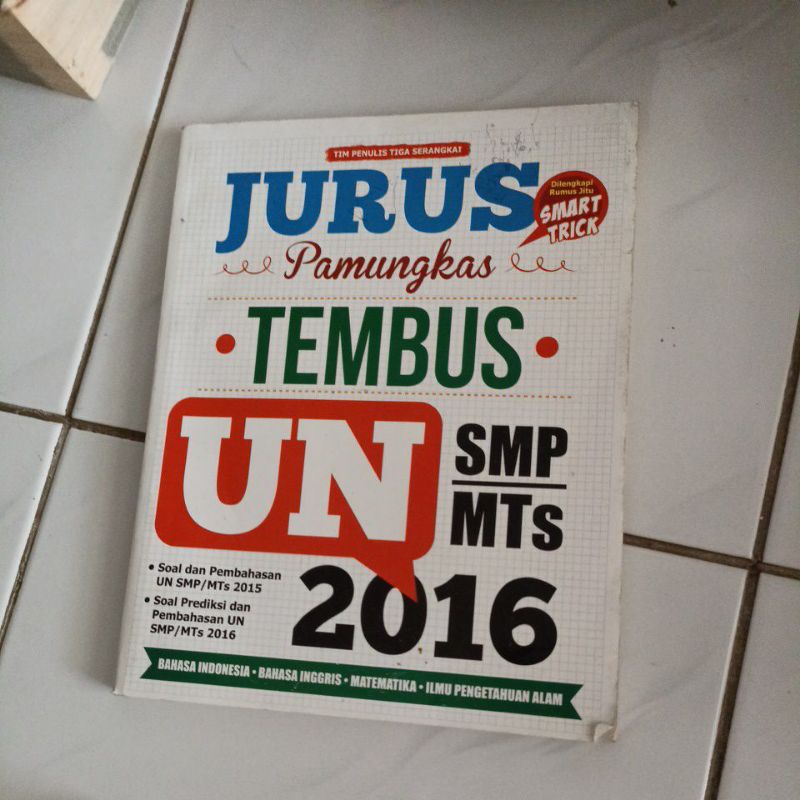 TIM PENULIS TIGA SERANGKAI
JURUS
Dilengkapi
Rumus Jitu
SMART
TRICK
Pamungkas
• TEMBUS •
UN
SMP
MTs
2016
• Soal dan Pembahasan
UN SMP/MTs 2015
• Soal Prediksi dan
Pembahasan UN
SMP/MTs 2016
BAHASA INDONESIA • BAHASA INGGRIS • MATEMATIKA • ILMU PENGETAHUAN ALAM